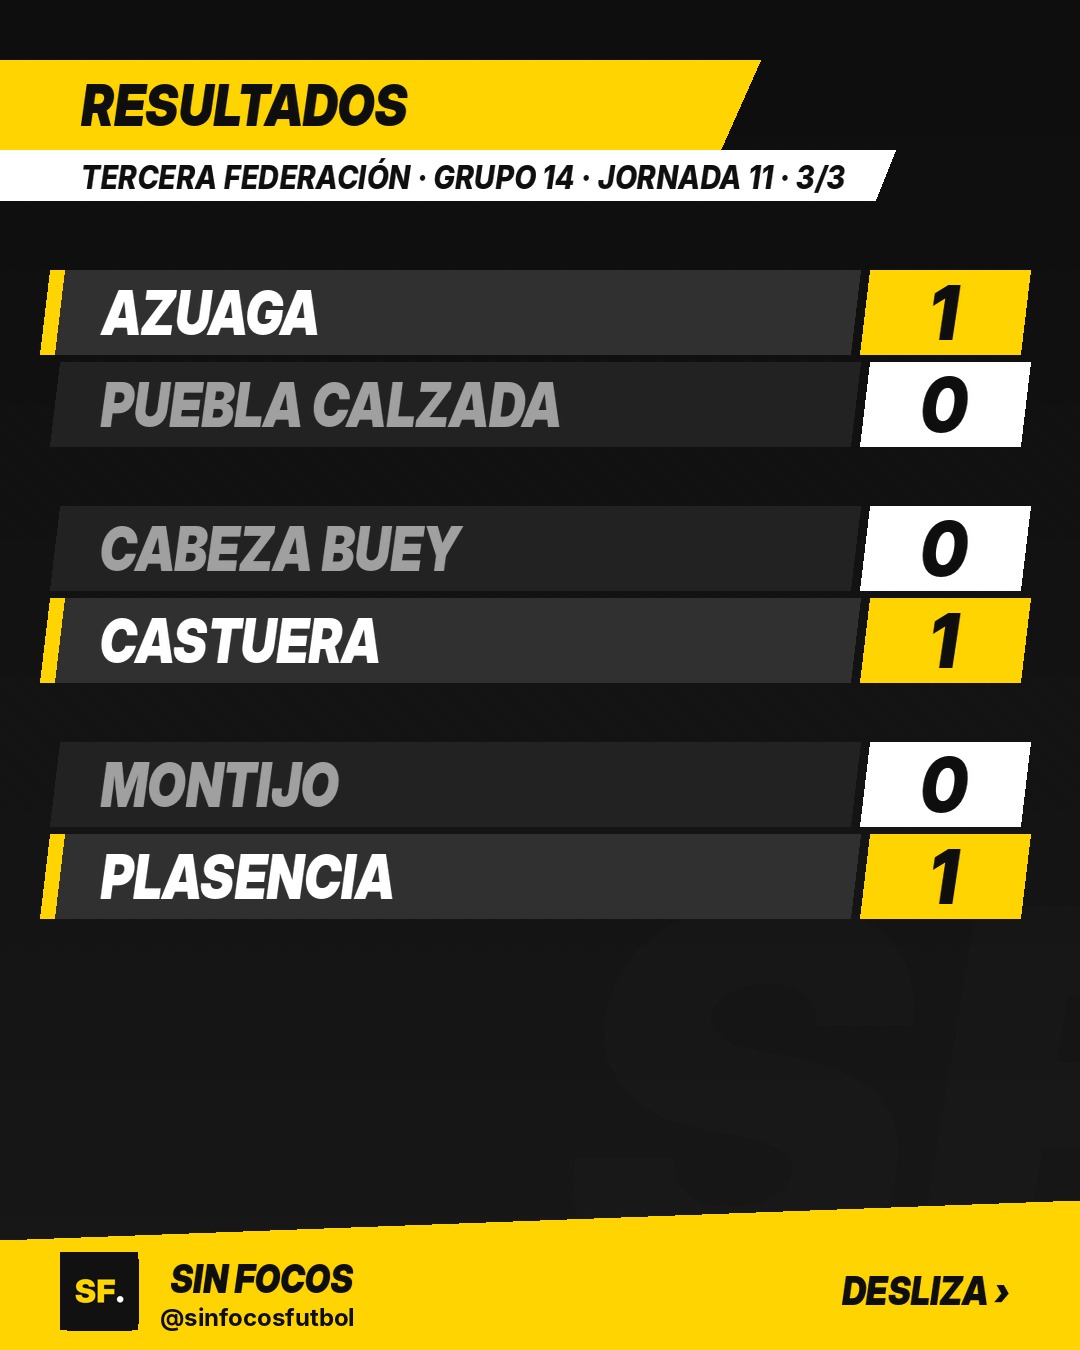 RESULTADOS
TERCERA FEDERACIÓN · GRUPO 14 · JORNADA 11 · 3/3
AZUAGA 1
PUEBLA CALZADA 0
CABEZA BUEY 0
CASTUERA 1
MONTIJO 0
PLASENCIA 1
SF
SF.
SIN FOCOS
@sinfocosfutbol
DESLIZA ›